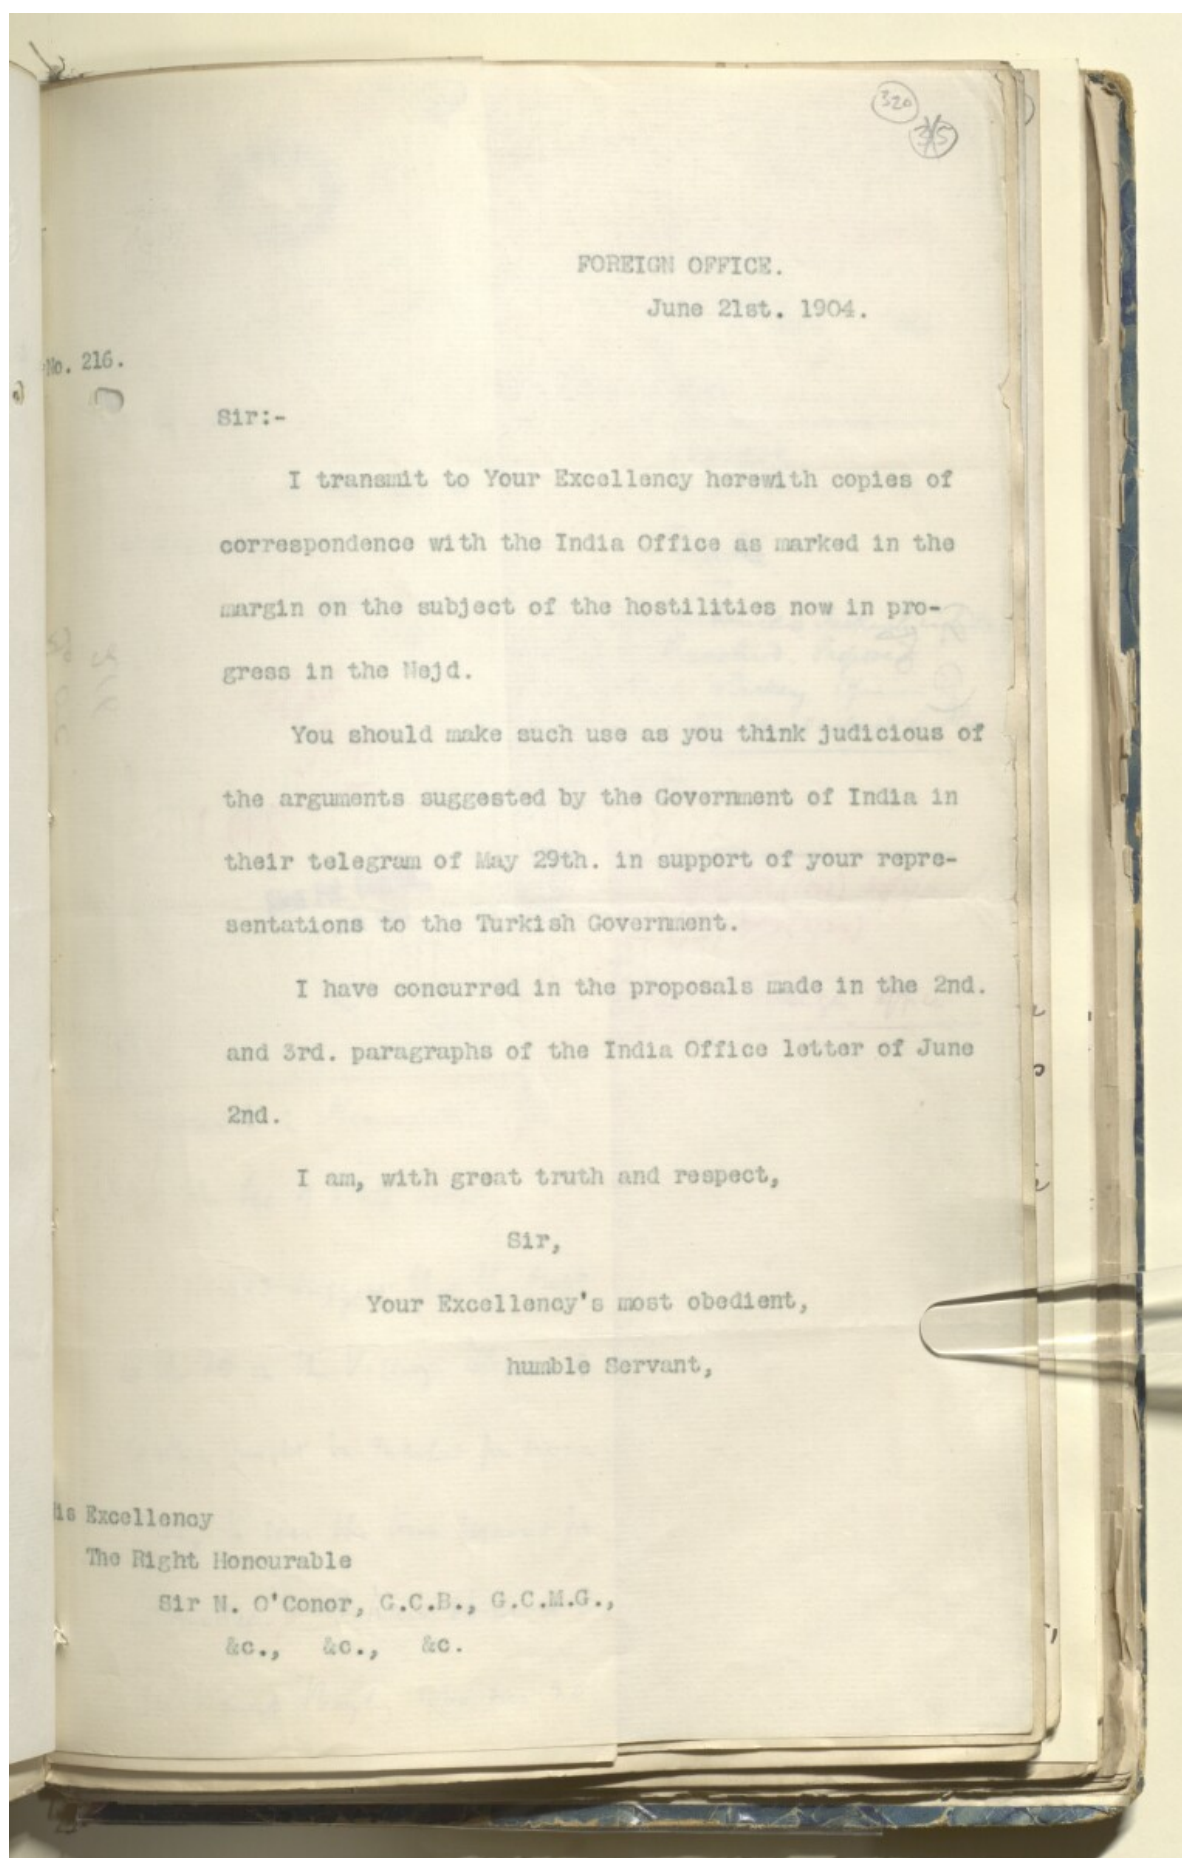 320
315
FOREIGN OFFICE.
June 21st. 1904.
No. 216.
Sir:-
I transmit to Your Excellency herewith copies of
correspondence with the India Office as marked in the
margin on the subject of the hostilities now in pro-
gress in the Nejd.
You should make such use as you think judicious of
the arguments suggested by the Government of India in
their telegram of May 29th. in support of your repre-
sentations to the Turkish Government.
I have concurred in the proposals made in the 2nd.
and 3rd. paragraphs of the India Office letter of June
2nd.
I am, with great truth and respect,
Sir,
Your Excellency's most obedient,
humble Servant,
His Excellency
The Right Honourable
Sir N. O'Conor, G.C.B., G.C.M.G.,
&c., &c., &c.